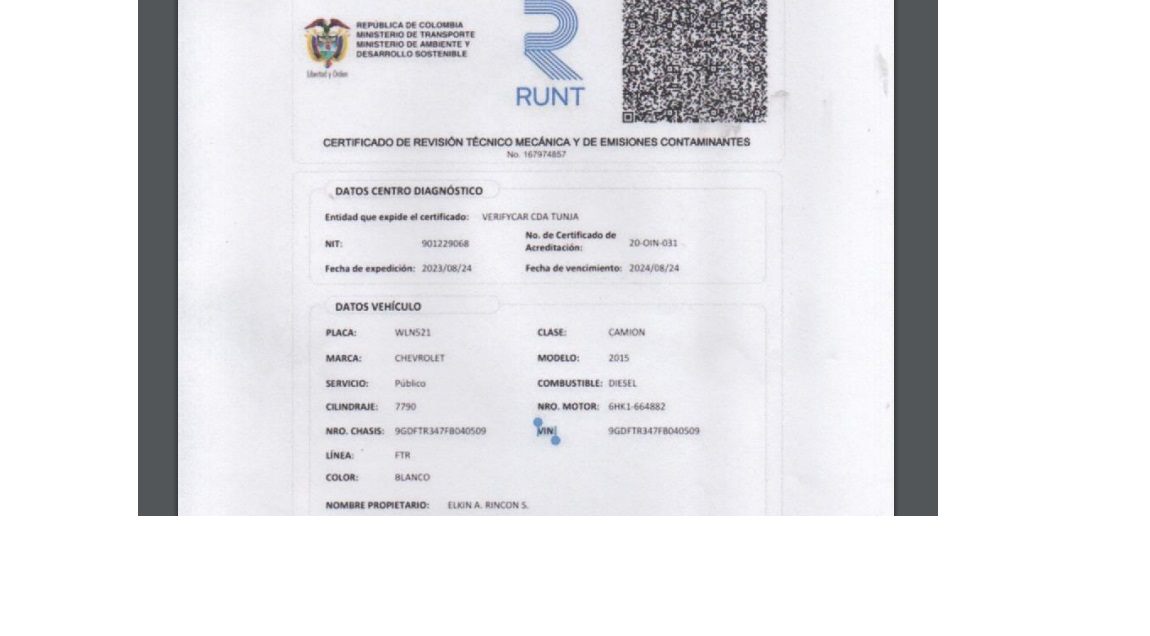 REPÚBLICA DE COLOMBIA
MINISTERIO DE TRANSPORTE
MINISTERIO DE AMBIENTE Y
DESARROLLO SOSTENIBLE
Libertad y Orden
RUNT
CERTIFICADO DE REVISIÓN TÉCNICO MECÁNICA Y DE EMISIONES CONTAMINANTES
No. 167974857
DATOS CENTRO DIAGNÓSTICO
Entidad que expide el certificado: VERIFYCAR CDA TUNJA
NIT: 901229068 No. de Certificado de Acreditación: 20-OIN-031
Fecha de expedición: 2023/08/24 Fecha de vencimiento: 2024/08/24
DATOS VEHÍCULO
PLACA: WLN521 CLASE: CAMION
MARCA: CHEVROLET MODELO: 2015
SERVICIO: Público COMBUSTIBLE: DIESEL
CILINDRAJE: 7790 NRO. MOTOR: 6HK1-664882
NRO. CHASIS: 9GDFTR347FB040509 VIN 9GDFTR347FB040509
LÍNEA: FTR
COLOR: BLANCO
NOMBRE PROPIETARIO: ELKIN A. RINCON S.